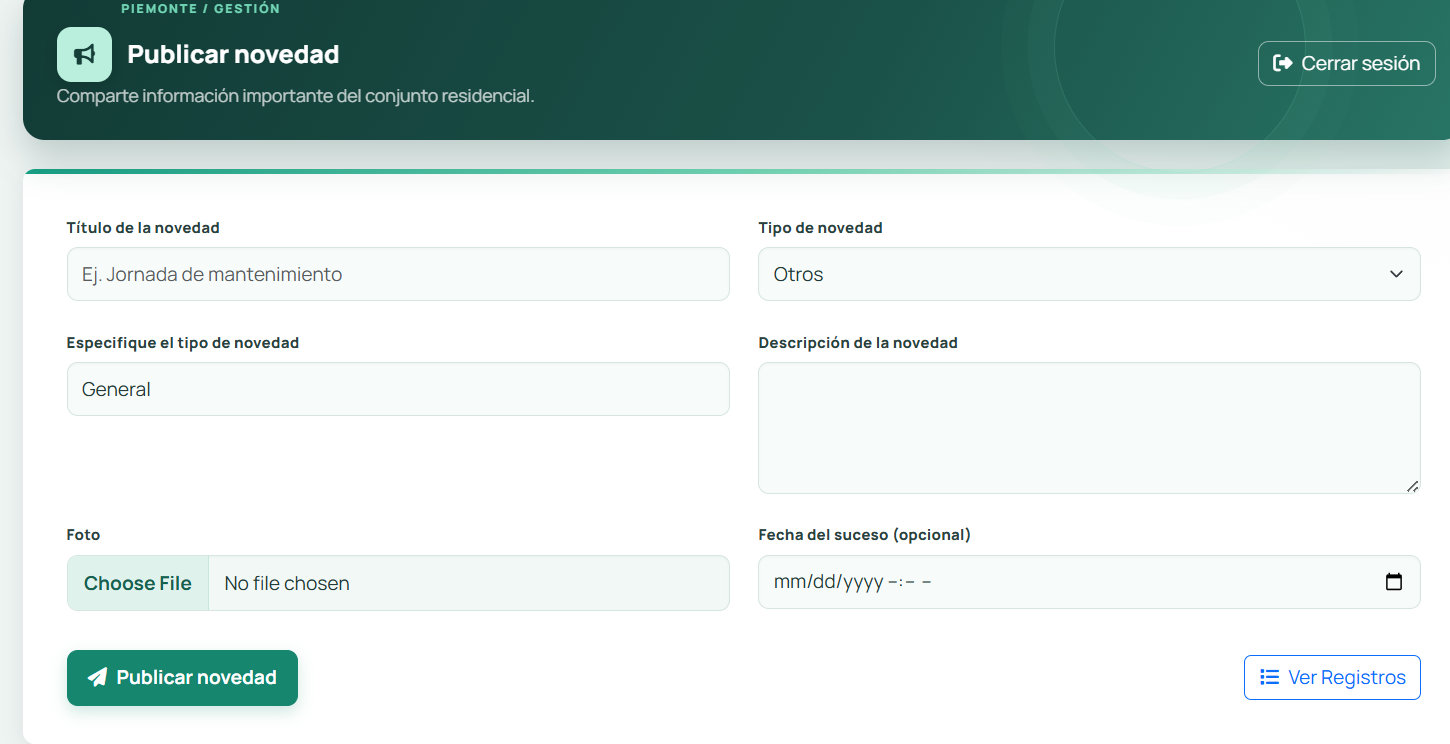 PIEMONTE / GESTIÓN
Publicar novedad
Comparte información importante del conjunto residencial.
Cerrar sesión
Título de la novedad
Ej. Jornada de mantenimiento
Tipo de novedad
Otros
Especifique el tipo de novedad
General
Descripción de la novedad
Foto
Choose File No file chosen
Fecha del suceso (opcional)
mm/dd/yyyy --:-- --
Publicar novedad
Ver Registros